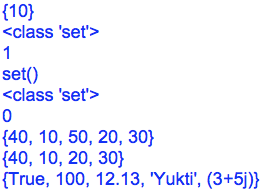 {10}
<class 'set'>
1
set()
<class 'set'>
0
{40, 10, 50, 20, 30}
{40, 10, 20, 30}
{True, 100, 12.13, 'Yukti', (3+5j)}